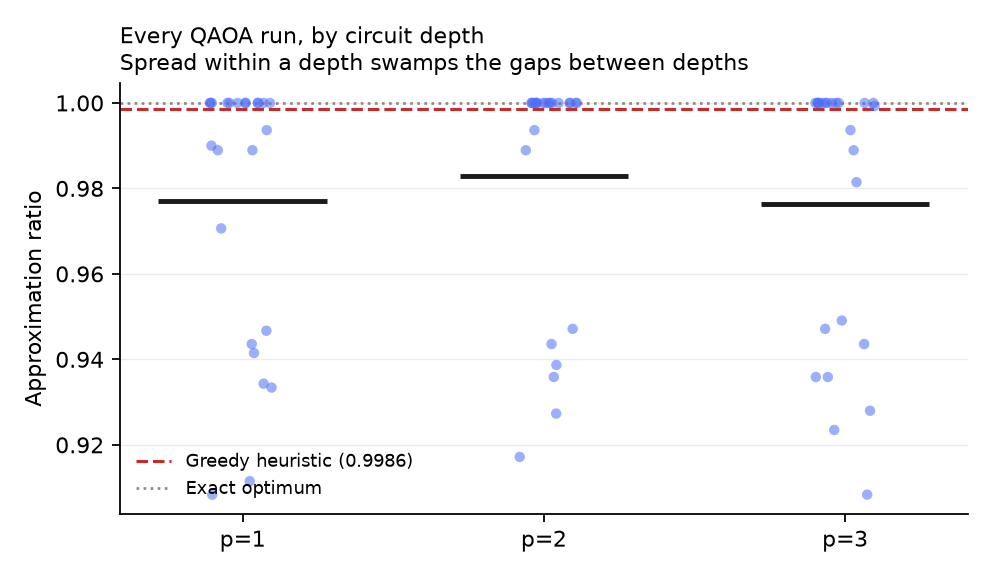 Every QAOA run, by circuit depth
Spread within a depth swamps the gaps between depths
Approximation ratio
1.00
0.98
0.96
0.94
0.92
Greedy heuristic (0.9986)
Exact optimum
p=1
p=2
p=3